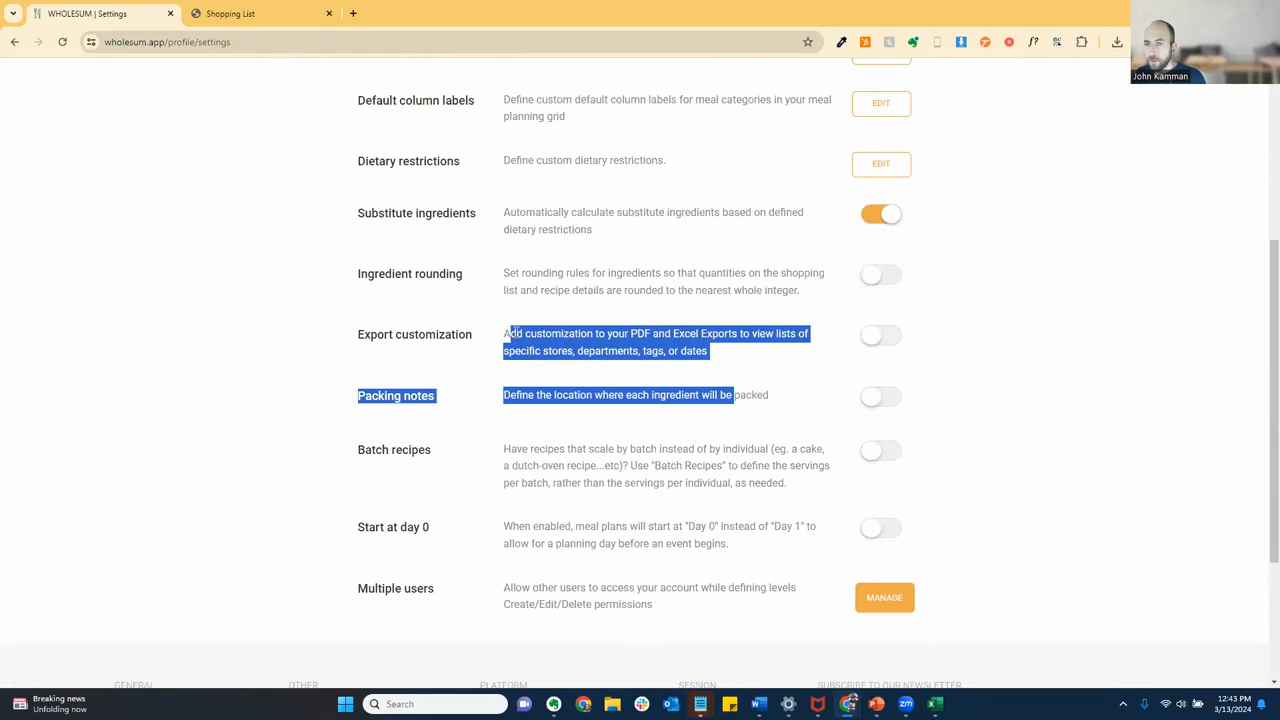 WHOLESUM | Settings
Shopping List
wholesum.app/profile/settings
John Kamman
Default column labels
Define custom default column labels for meal categories in your meal
planning grid
EDIT
Dietary restrictions
Define custom dietary restrictions.
EDIT
Substitute ingredients
Automatically calculate substitute ingredients based on defined
dietary restrictions
Ingredient rounding
Set rounding rules for ingredients so that quantities on the shopping
list and recipe details are rounded to the nearest whole integer.
Export customization
Add customization to your PDF and Excel Exports to view lists of
specific stores, departments, tags, or dates
Packing notes
Define the location where each ingredient will be packed
Batch recipes
Have recipes that scale by batch instead of by individual (eg. a cake,
a dutch-oven recipe...etc)? Use "Batch Recipes" to define the servings
per batch, rather than the servings per individual, as needed.
Start at day 0
When enabled, meal plans will start at "Day 0" instead of "Day 1" to
allow for a planning day before an event begins.
Multiple users
Allow other users to access your account while defining levels
Create/Edit/Delete permissions
MANAGE
GENERAL
OTHER
PLATFORM
SESSION
SUBSCRIBE TO OUR NEWSLETTER
Breaking news
Unfolding now
Search
12:43 PM
3/13/2024